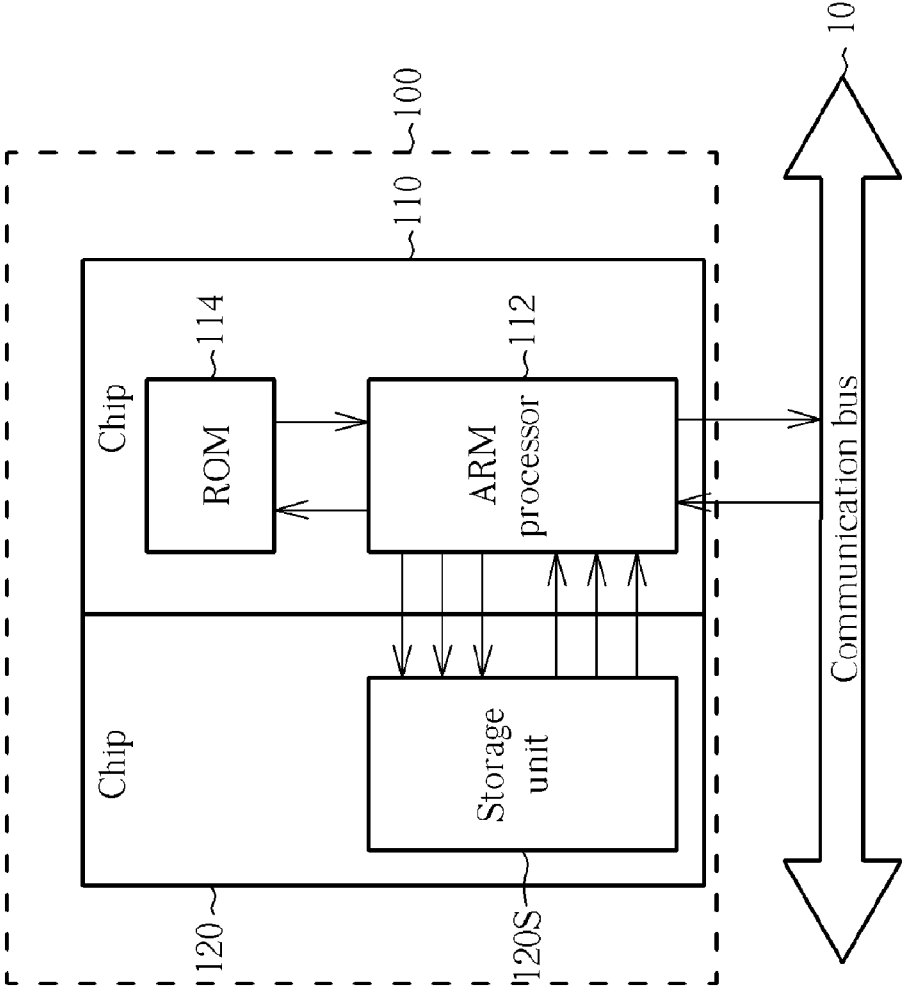 100
110
Chip
114
ROM
112
ARM
processor
Chip
Storage
unit
120
120S
10
Communication bus